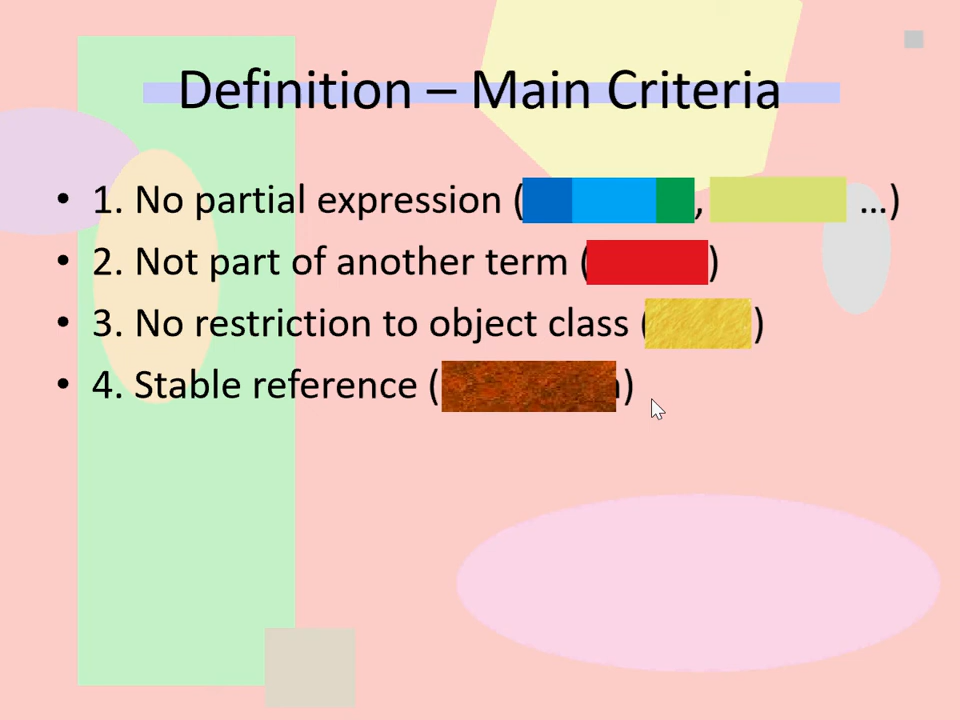 Definition – Main Criteria
• 1. No partial expression ( , …)
• 2. Not part of another term ( )
• 3. No restriction to object class ( )
• 4. Stable reference ( )